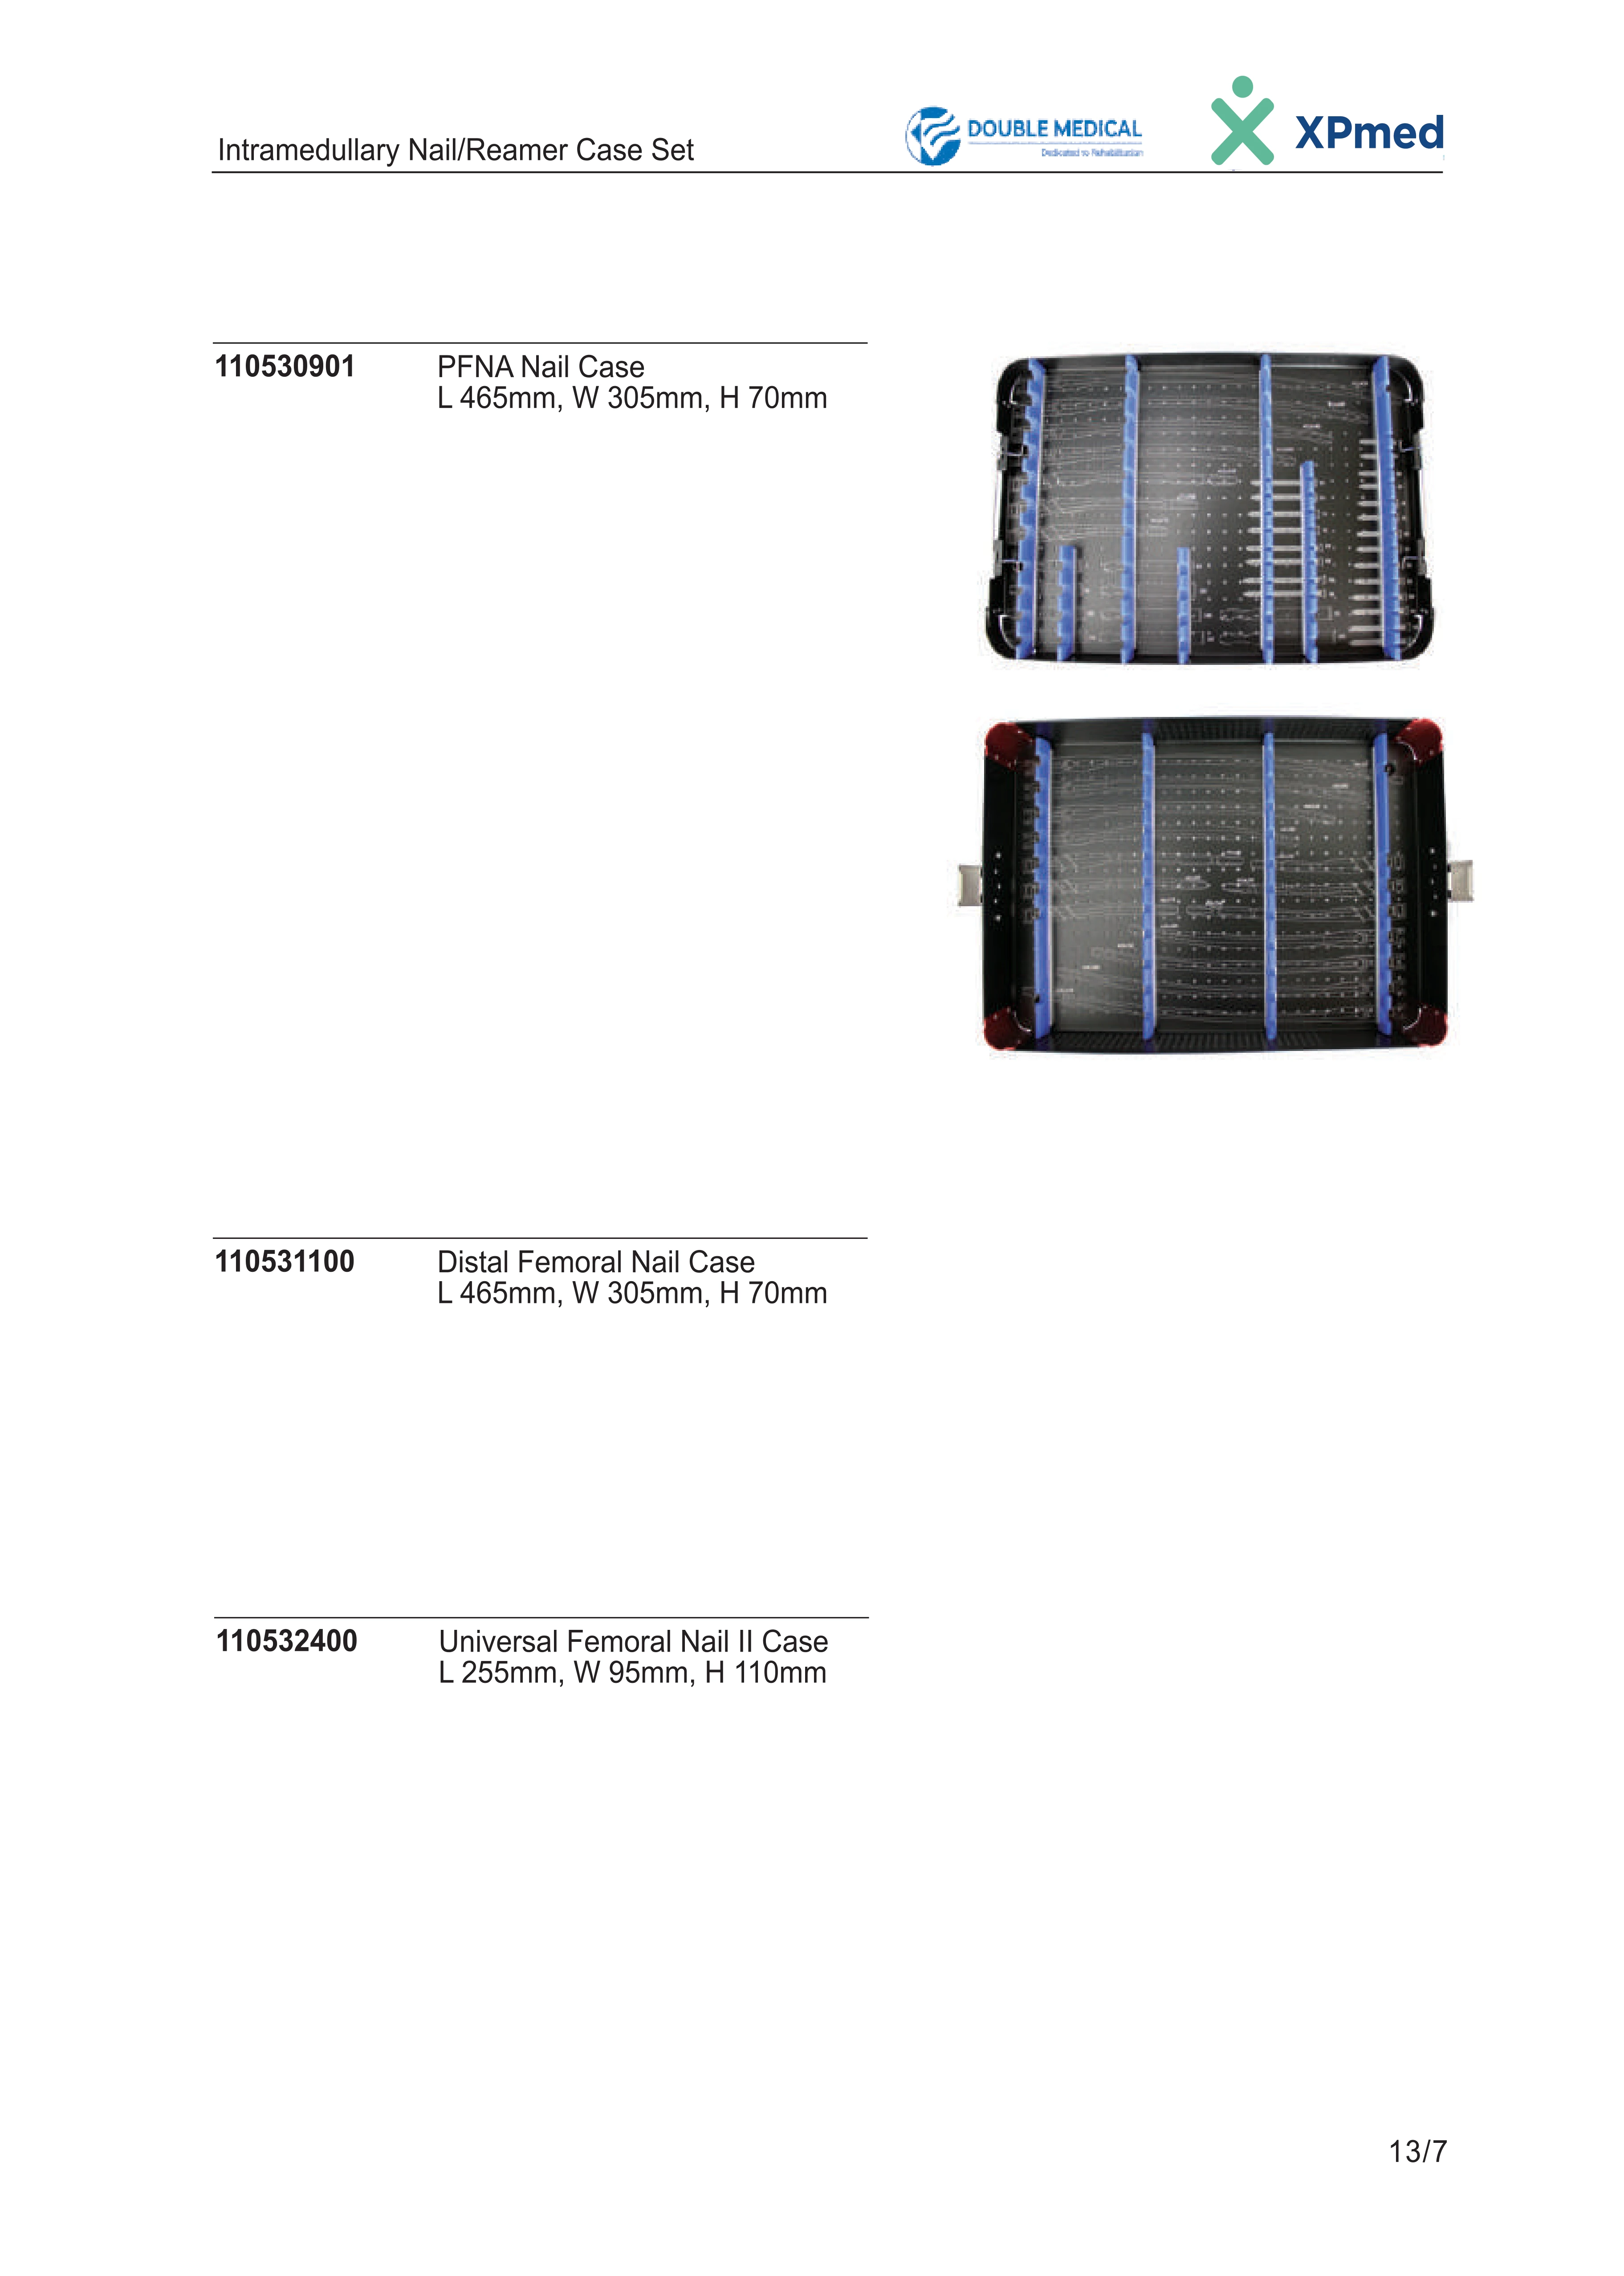 Intramedullary Nail/Reamer Case Set
DOUBLE MEDICAL
Dedicated to Rehabilitation
XPmed
110530901 PFNA Nail Case
L 465mm, W 305mm, H 70mm
110531100 Distal Femoral Nail Case
L 465mm, W 305mm, H 70mm
110532400 Universal Femoral Nail II Case
L 255mm, W 95mm, H 110mm
13/7